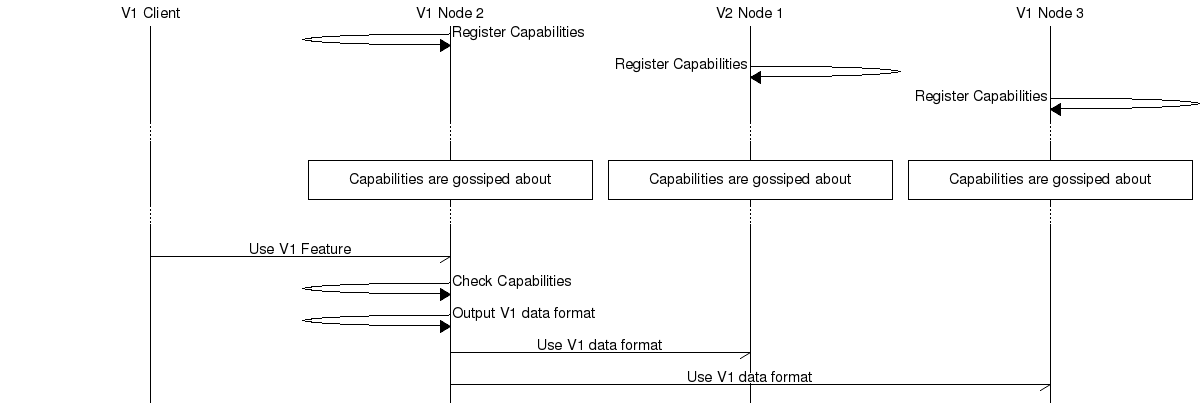 V1 Client
V1 Node 2
V2 Node 1
V1 Node 3
Register Capabilities
Register Capabilities
Register Capabilities
Capabilities are gossiped about
Capabilities are gossiped about
Capabilities are gossiped about
Use V1 Feature
Check Capabilities
Output V1 data format
Use V1 data format
Use V1 data format